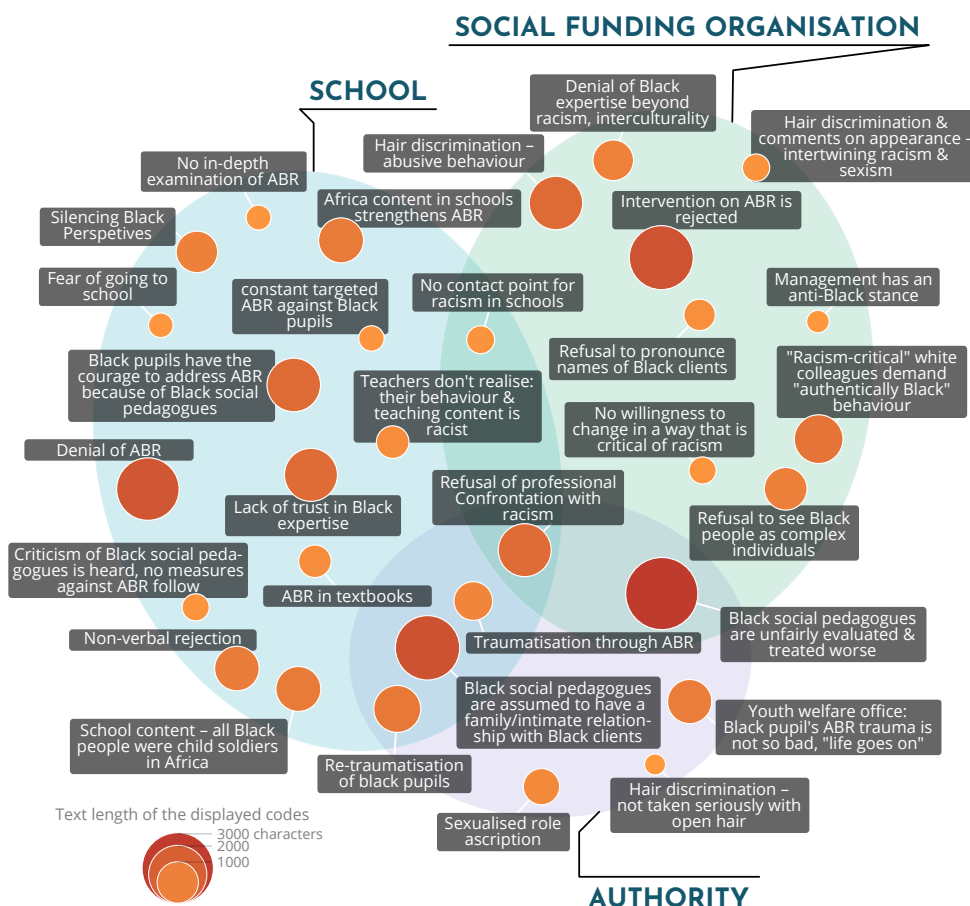 SOCIAL FUNDING ORGANISATION
SCHOOL
Denial of Black
expertise beyond
racism, interculturality
Hair discrimination &
comments on appearance –
intertwining racism &
sexism
Hair discrimination –
abusive behaviour
No in-depth
examination of ABR
Africa content in schools
strengthens ABR
Intervention on ABR is
rejected
Silencing Black
Perspetives
Fear of going to
school
constant targeted
ABR against Black
pupils
No contact point for
racism in schools
Management has an
anti-Black stance
Refusal to pronounce
names of Black clients
"Racism-critical" white
colleagues demand
"authentically Black"
behaviour
Black pupils have the
courage to address ABR
because of Black social
pedagogues
Teachers don't realise:
their behaviour &
teaching content is
racist
No willingness to
change in a way that is
critical of racism
Denial of ABR
Refusal of professional
Confrontation with
racism
Lack of trust in Black
expertise
Refusal to see Black
people as complex
individuals
Criticism of Black social peda-
gogues is heard, no measures
against ABR follow
ABR in textbooks
Black social pedagogues
are unfairly evaluated &
treated worse
Non-verbal rejection
Traumatisation through ABR
Black social pedagogues
are assumed to have a
family/intimate relation-
ship with Black clients
Youth welfare office:
Black pupil's ABR trauma is
not so bad, "life goes on"
School content – all Black
people were child soldiers
in Africa
Re-traumatisation
of black pupils
Hair discrimination –
not taken seriously with
open hair
Sexualised role
ascription
Text length of the displayed codes
3000 characters
2000
1000
AUTHORITY